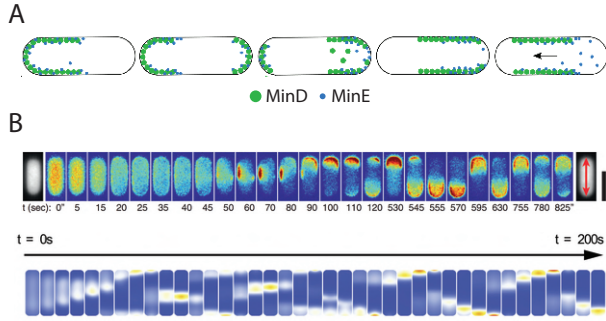 A
MinD MinE
B
t (sec): 0" 5 15 20 25 35 40 45 50 60 70 80 90 100 110 120 530 545 555 570 595 630 755 780 825"
t = 0s t = 200s